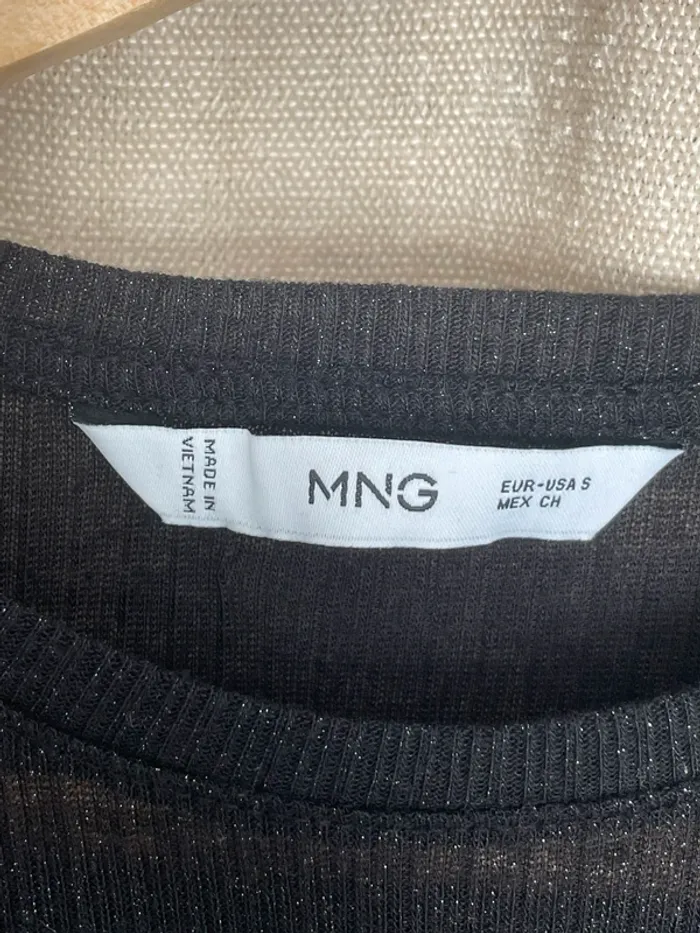 MADE IN
VIETNAM
MNG
EUR-USA S
MEX CH